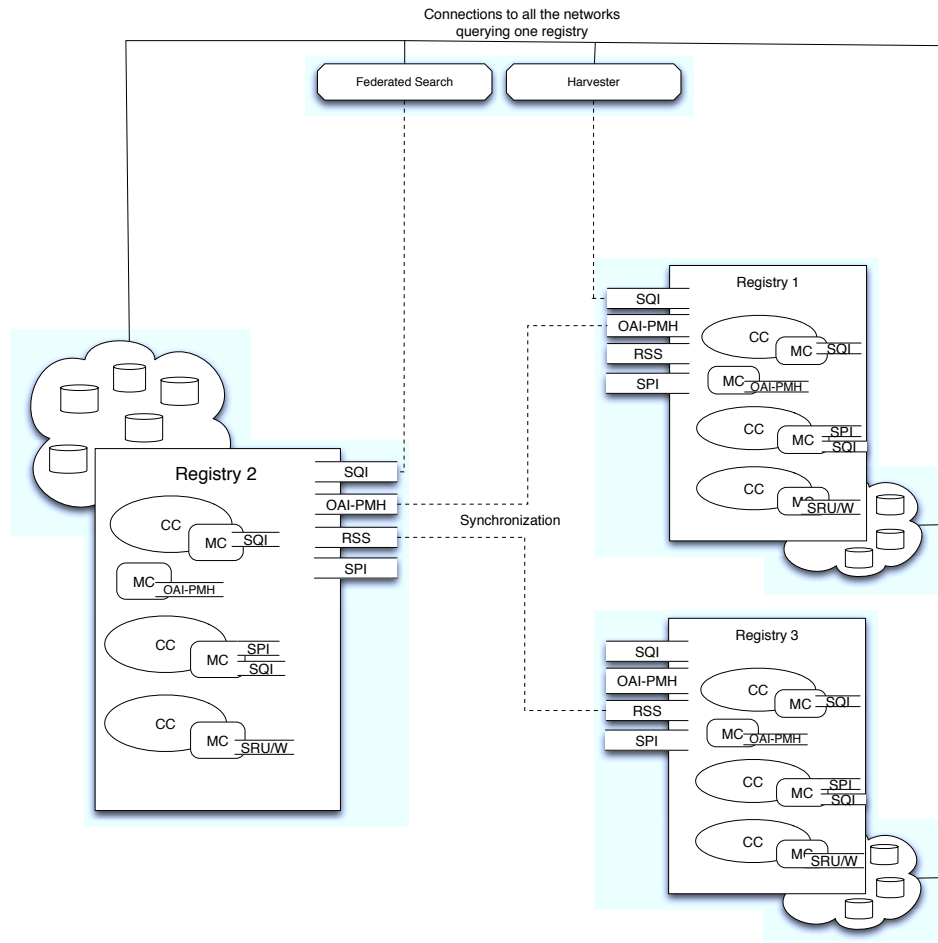 Connections to all the networks
querying one registry
Federated Search
Harvester
Registry 1
SQI
OAI-PMH
RSS
SPI
CC
MC
SQI
MC
OAI-PMH
CC
MC
SPI
SQI
CC
MC
SRU/W
Registry 2
SQI
OAI-PMH
RSS
SPI
CC
MC
SQI
MC
OAI-PMH
CC
MC
SPI
SQI
CC
MC
SRU/W
Synchronization
Registry 3
SQI
OAI-PMH
RSS
SPI
CC
MC
SQI
MC
OAI-PMH
CC
MC
SPI
SQI
CC
MC
SRU/W